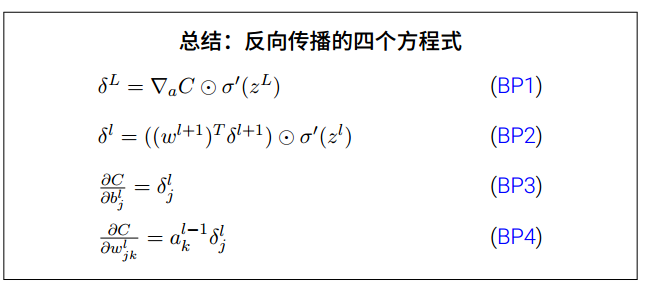 总结：反向传播的四个方程式
δ^L = ∇_a C ⊙ σ′(z^L) (BP1)
δ^l = ((w^{l+1})^T δ^{l+1}) ⊙ σ′(z^l) (BP2)
∂C/∂b^l_j = δ^l_j (BP3)
∂C/∂w^l_{jk} = a^{l−1}_k δ^l_j (BP4)